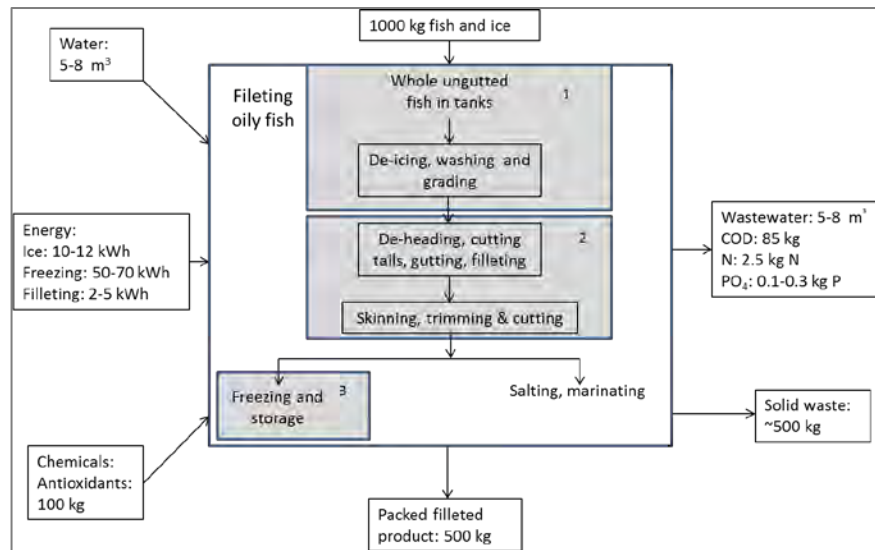 1000 kg fish and ice
Water:
5-8 m³
Fileting
oily fish
Whole ungutted
fish in tanks
1
De-icing, washing and
grading
Energy:
Ice: 10-12 kWh
Freezing: 50-70 kWh
Filleting: 2-5 kWh
De-heading, cutting
tails, gutting, filleting
2
Skinning, trimming & cutting
Wastewater: 5-8 m³
COD: 85 kg
N: 2.5 kg N
PO₄: 0.1-0.3 kg P
Freezing and
storage
3
Salting, marinating
Solid waste:
~500 kg
Chemicals:
Antioxidants:
100 kg
Packed filleted
product: 500 kg